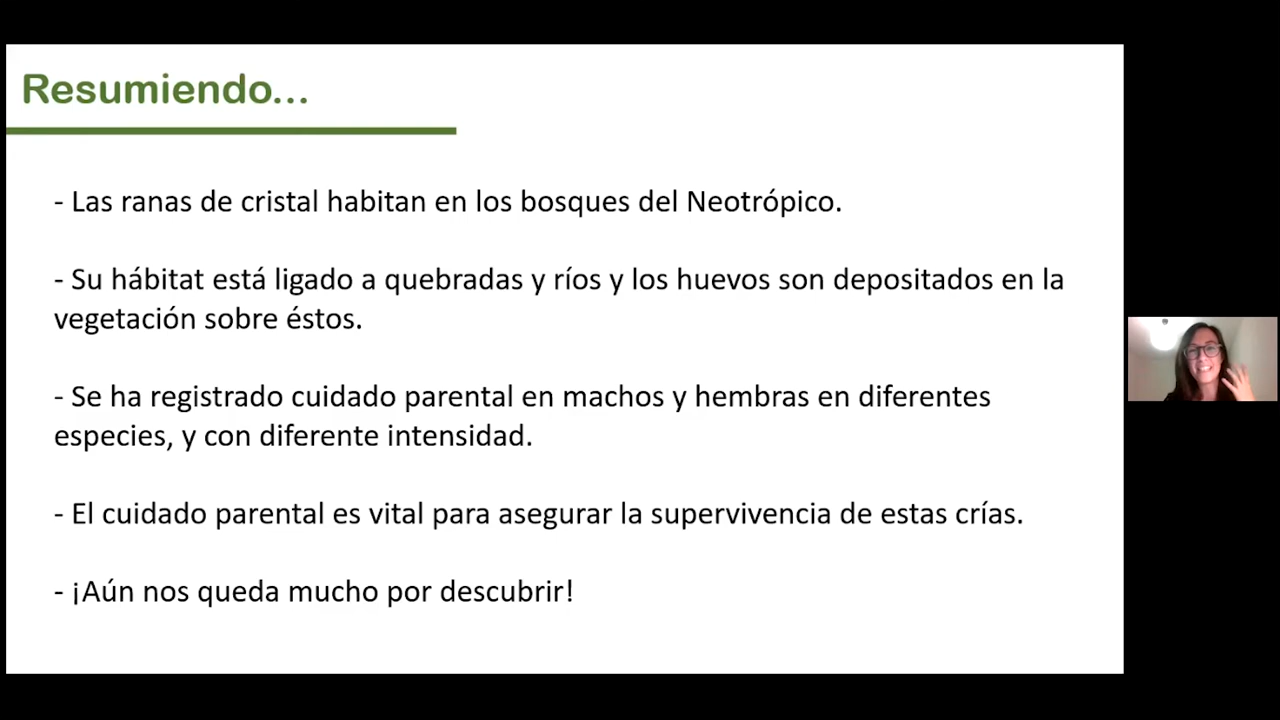 Resumiendo...
- Las ranas de cristal habitan en los bosques del Neotrópico.
- Su hábitat está ligado a quebradas y ríos y los huevos son depositados en la
vegetación sobre éstos.
- Se ha registrado cuidado parental en machos y hembras en diferentes
especies, y con diferente intensidad.
- El cuidado parental es vital para asegurar la supervivencia de estas crías.
- ¡Aún nos queda mucho por descubrir!